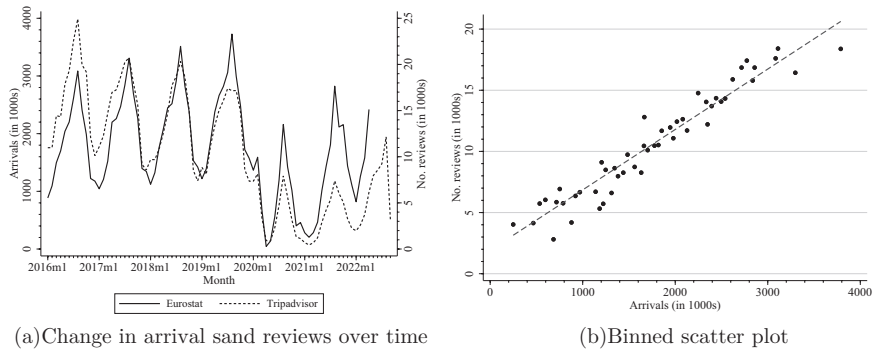 4000
3000
2000
1000
0
Arrivals (in 1000s)
25
20
15
10
5
0
No. reviews (in 1000s)
2016m1 2017m1 2018m1 2019m1 2020m1 2021m1 2022m1
Month
Eurostat Tripadvisor
(a)Change in arrival sand reviews over time
20
15
10
5
0
No. reviews (in 1000s)
0 1000 2000 3000 4000
Arrivals (in 1000s)
(b)Binned scatter plot